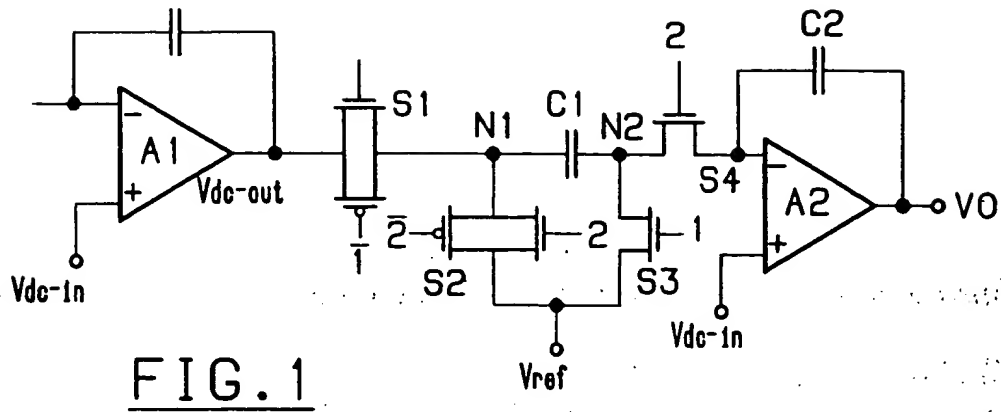 C2
2
S1
C1
N1
N2
A1
S4
A2
VO
Vdc-out
2̅
2
1
S2
S3
1̅
Vdc-in
Vdc-in
Vref
FIG.1